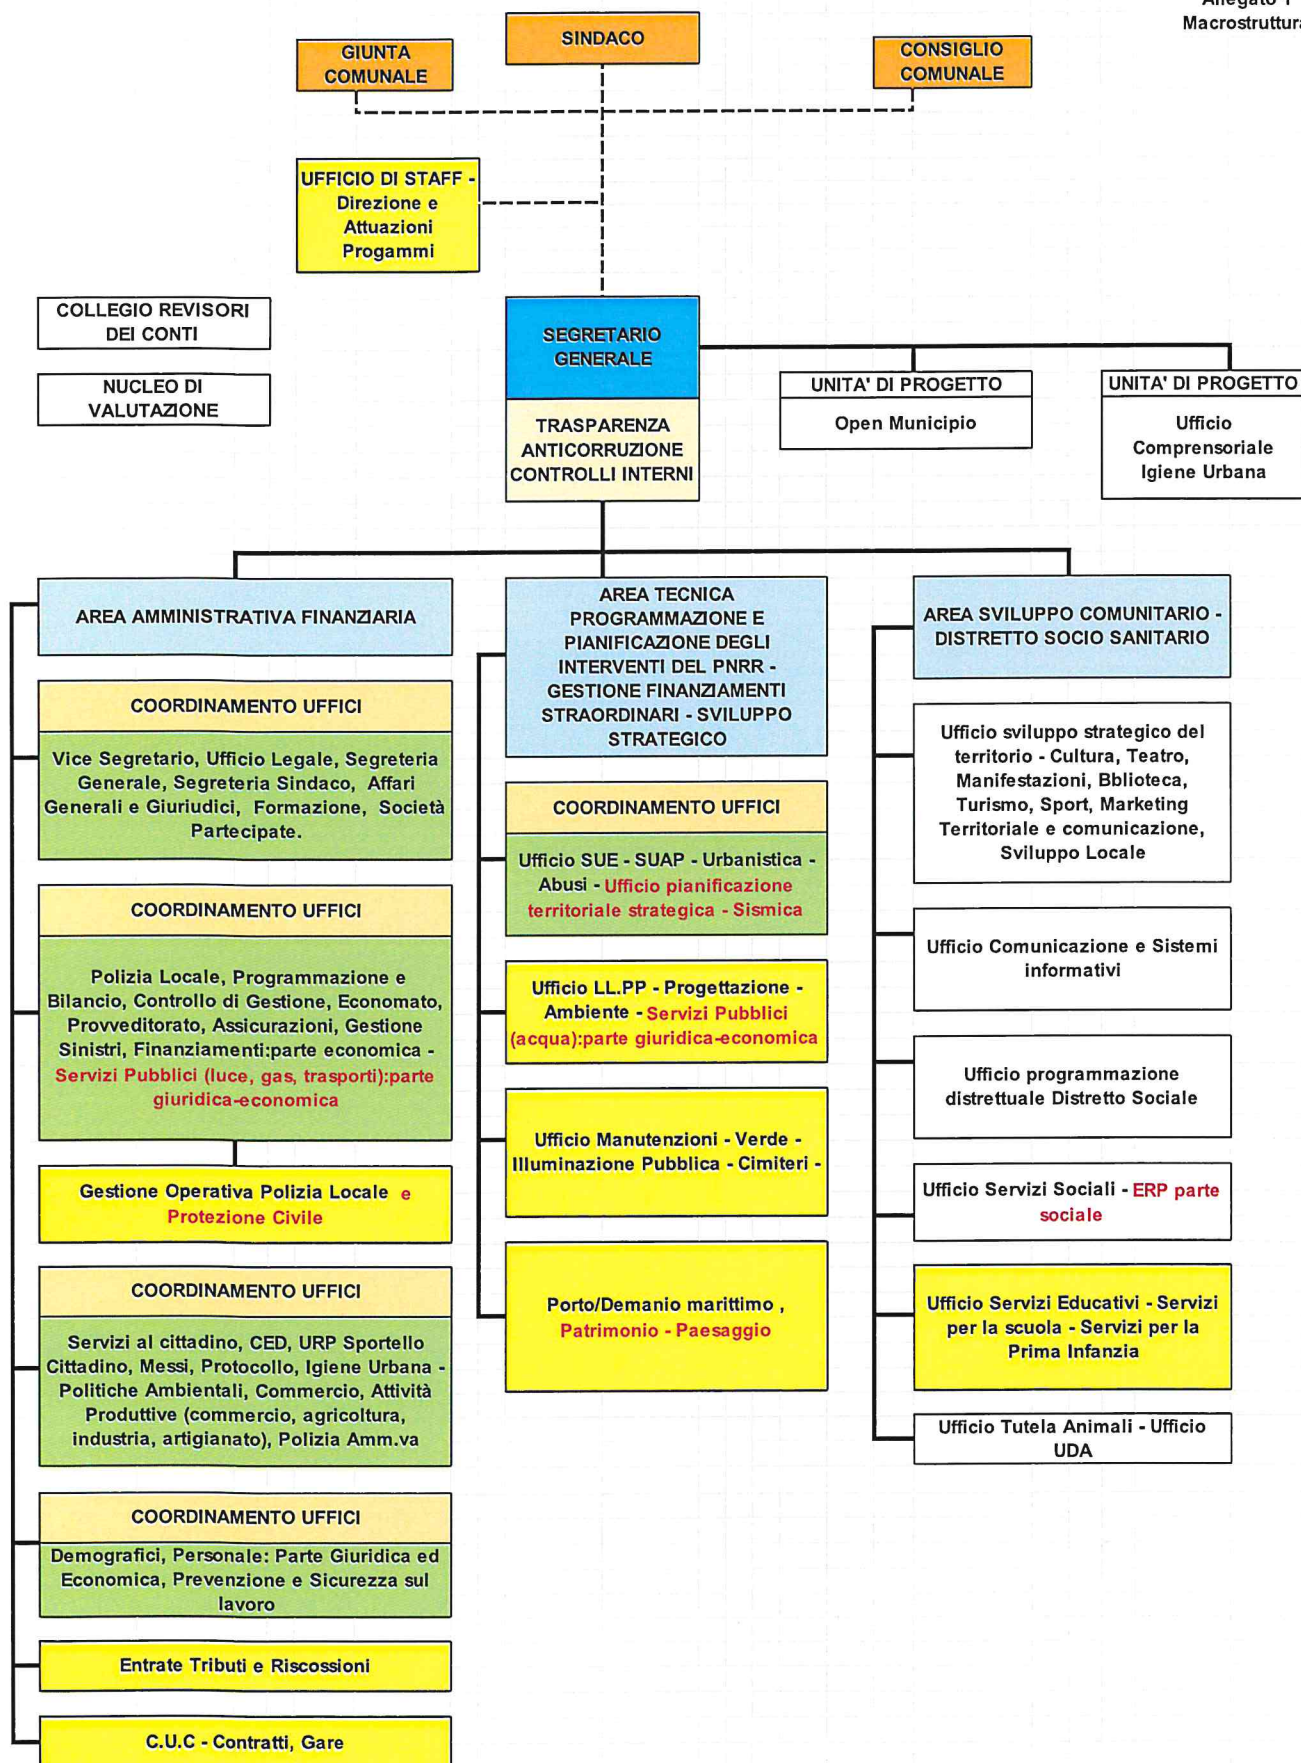 Allegato 1
Macrostruttura
SINDACO
GIUNTA
COMUNALE
CONSIGLIO
COMUNALE
UFFICIO DI STAFF -
Direzione e
Attuazioni
Progammi
COLLEGIO REVISORI
DEI CONTI
NUCLEO DI
VALUTAZIONE
SEGRETARIO
GENERALE
TRASPARENZA
ANTICORRUZIONE
CONTROLLI INTERNI
UNITA' DI PROGETTO
Open Municipio
UNITA' DI PROGETTO
Ufficio
Comprensoriale
Igiene Urbana
AREA AMMINISTRATIVA FINANZIARIA
COORDINAMENTO UFFICI
Vice Segretario, Ufficio Legale, Segreteria
Generale, Segreteria Sindaco, Affari
Generali e Giuriudici, Formazione, Società
Partecipate.
COORDINAMENTO UFFICI
Polizia Locale, Programmazione e
Bilancio, Controllo di Gestione, Economato,
Provveditorato, Assicurazioni, Gestione
Sinistri, Finanziamenti:parte economica -
Servizi Pubblici (luce, gas, trasporti):parte
giuridica-economica
Gestione Operativa Polizia Locale e
Protezione Civile
COORDINAMENTO UFFICI
Servizi al cittadino, CED, URP Sportello
Cittadino, Messi, Protocollo, Igiene Urbana -
Politiche Ambientali, Commercio, Attività
Produttive (commercio, agricoltura,
industria, artigianato), Polizia Amm.va
COORDINAMENTO UFFICI
Demografici, Personale: Parte Giuridica ed
Economica, Prevenzione e Sicurezza sul
lavoro
Entrate Tributi e Riscossioni
C.U.C - Contratti, Gare
AREA TECNICA
PROGRAMMAZIONE E
PIANIFICAZIONE DEGLI
INTERVENTI DEL PNRR -
GESTIONE FINANZIAMENTI
STRAORDINARI - SVILUPPO
STRATEGICO
COORDINAMENTO UFFICI
Ufficio SUE - SUAP - Urbanistica -
Abusi - Ufficio pianificazione
territoriale strategica - Sismica
Ufficio LL.PP - Progettazione -
Ambiente - Servizi Pubblici
(acqua):parte giuridica-economica
Ufficio Manutenzioni - Verde -
Illuminazione Pubblica - Cimiteri -
Porto/Demanio marittimo ,
Patrimonio - Paesaggio
AREA SVILUPPO COMUNITARIO -
DISTRETTO SOCIO SANITARIO
Ufficio sviluppo strategico del
territorio - Cultura, Teatro,
Manifestazioni, Bblioteca,
Turismo, Sport, Marketing
Territoriale e comunicazione,
Sviluppo Locale
Ufficio Comunicazione e Sistemi
informativi
Ufficio programmazione
distrettuale Distretto Sociale
Ufficio Servizi Sociali - ERP parte
sociale
Ufficio Servizi Educativi - Servizi
per la scuola - Servizi per la
Prima Infanzia
Ufficio Tutela Animali - Ufficio
UDA